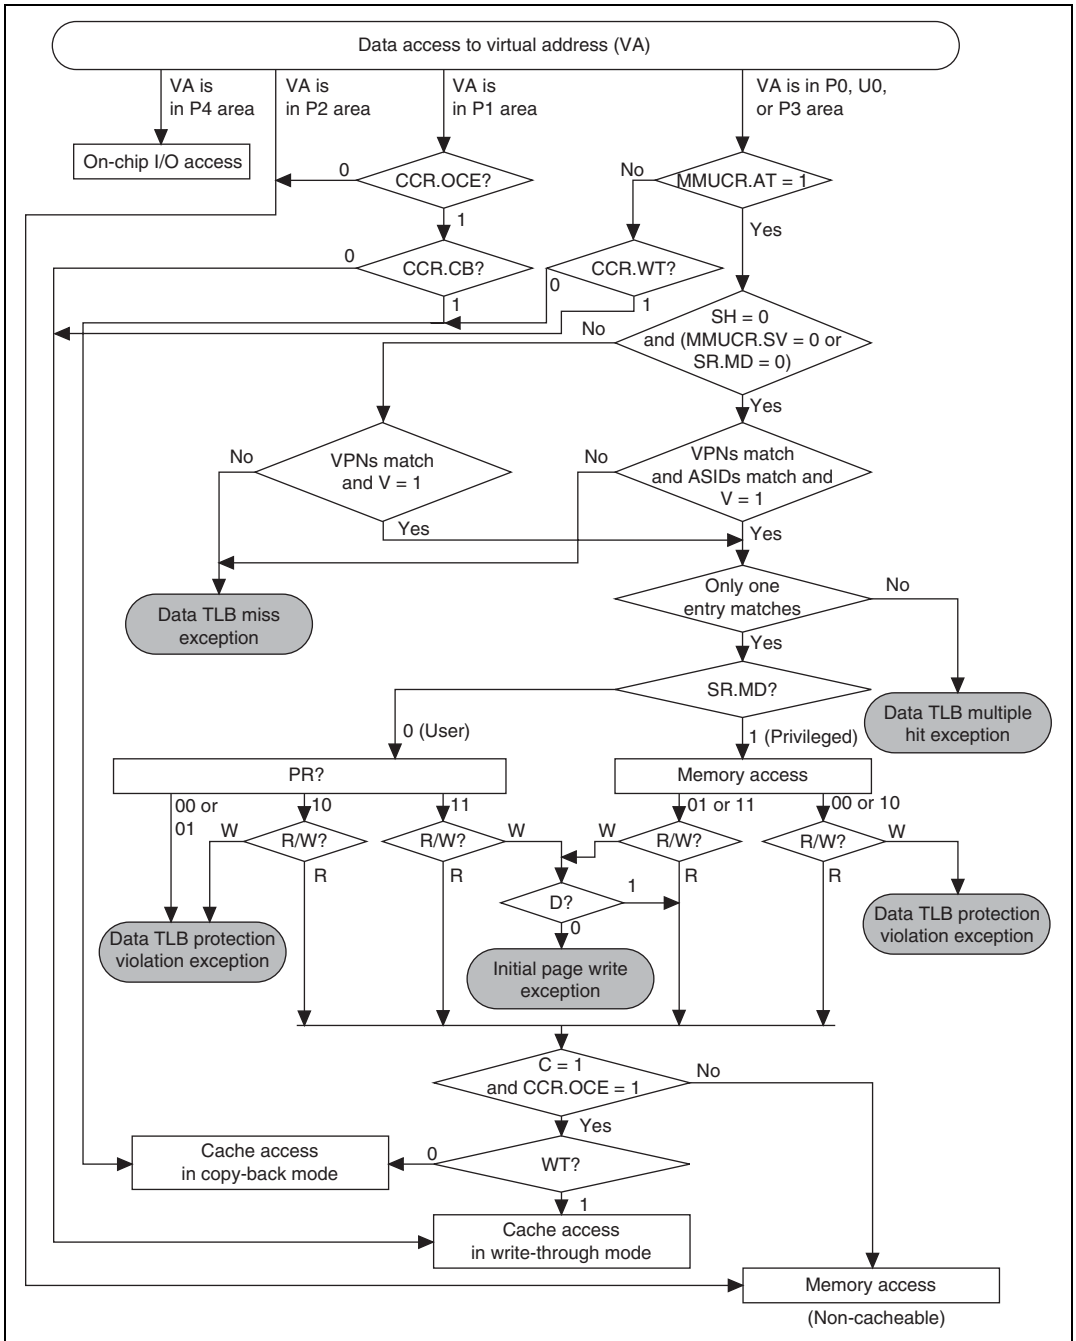 Data access to virtual address (VA)
VA is
in P4 area
VA is
in P2 area
VA is
in P1 area
VA is in P0, U0,
or P3 area
On-chip I/O access
0
CCR.OCE?
No
MMUCR.AT = 1
1
Yes
0
CCR.CB?
CCR.WT?
0
1
1
SH = 0
and (MMUCR.SV = 0 or
SR.MD = 0)
No
Yes
No
VPNs match
and V = 1
No
VPNs match
and ASIDs match and
V = 1
Yes
Yes
Only one
entry matches
No
Data TLB miss
exception
Yes
SR.MD?
Data TLB multiple
hit exception
0 (User)
1 (Privileged)
PR?
Memory access
00 or
01
10
11
01 or 11
00 or 10
W
R/W?
R/W?
W
W
R/W?
R/W?
W
R
R
R
R
D?
1
0
Data TLB protection
violation exception
Initial page write
exception
Data TLB protection
violation exception
C = 1
and CCR.OCE = 1
No
Yes
Cache access
in copy-back mode
0
WT?
1
Cache access
in write-through mode
Memory access
(Non-cacheable)